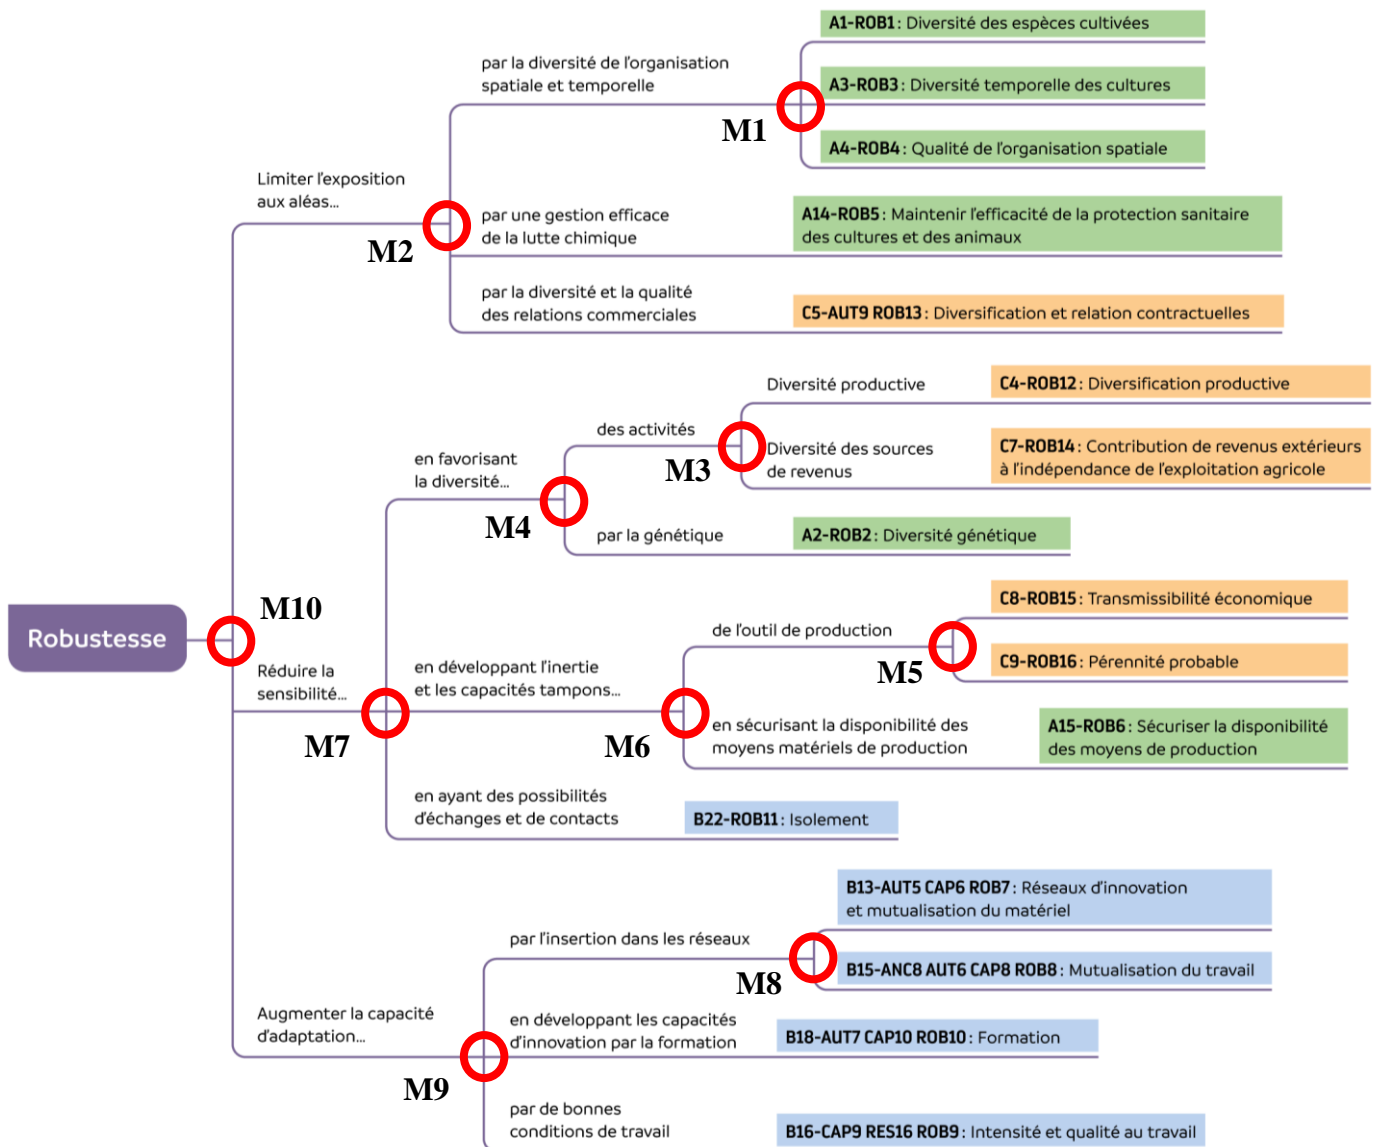 A1-ROB1 : Diversité des espèces cultivées
par la diversité de l'organisation
spatiale et temporelle
A3-ROB3 : Diversité temporelle des cultures
M1
A4-ROB4 : Qualité de l'organisation spatiale
Limiter l'exposition
aux aléas...
M2
par une gestion efficace
de la lutte chimique
A14-ROB5 : Maintenir l'efficacité de la protection sanitaire
des cultures et des animaux
par la diversité et la qualité
des relations commerciales
C5-AUT9 ROB13 : Diversification et relation contractuelles
Diversité productive
C4-ROB12 : Diversification productive
des activités
M3
Diversité des sources
de revenus
C7-ROB14 : Contribution de revenus extérieurs
à l'indépendance de l'exploitation agricole
en favorisant
la diversité...
M4
par la génétique
A2-ROB2 : Diversité génétique
Robustesse
M10
C8-ROB15 : Transmissibilité économique
de l'outil de production
M5
C9-ROB16 : Pérennité probable
Réduire la
sensibilité...
M7
en développant l'inertie
et les capacités tampons...
M6
en sécurisant la disponibilité des
moyens matériels de production
A15-ROB6 : Sécuriser la disponibilité
des moyens de production
en ayant des possibilités
d'échanges et de contacts
B22-ROB11 : Isolement
B13-AUT5 CAP6 ROB7 : Réseaux d'innovation
et mutualisation du matériel
par l'insertion dans les réseaux
M8
B15-ANC8 AUT6 CAP8 ROB8 : Mutualisation du travail
Augmenter la capacité
d'adaptation...
M9
en développant les capacités
d'innovation par la formation
B18-AUT7 CAP10 ROB10 : Formation
par de bonnes
conditions de travail
B16-CAP9 RES16 ROB9 : Intensité et qualité au travail